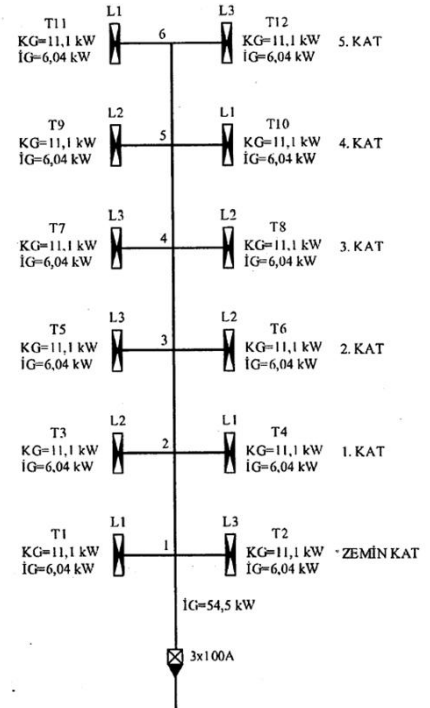 L1 L3
T11 6 T12
KG=11,1 kW KG=11,1 kW 5. KAT
İG=6,04 kW İG=6,04 kW
L2 L1
T9 T10
KG=11,1 kW 5 KG=11,1 kW 4. KAT
İG=6,04 kW İG=6,04 kW
L3 L2
T7 T8
KG=11,1 kW 4 KG=11,1 kW 3. KAT
İG=6,04 kW İG=6,04 kW
L3 L2
T5 T6
KG=11,1 kW 3 KG=11,1 kW 2. KAT
İG=6,04 kW İG=6,04 kW
L2 L1
T3 T4
KG=11,1 kW 2 KG=11,1 kW 1. KAT
İG=6,04 kW İG=6,04 kW
L1 L3
T1 T2
KG=11,1 kW 1 KG=11,1 kW ZEMİN KAT
İG=6,04 kW İG=6,04 kW
İG=54,5 kW
3x100A